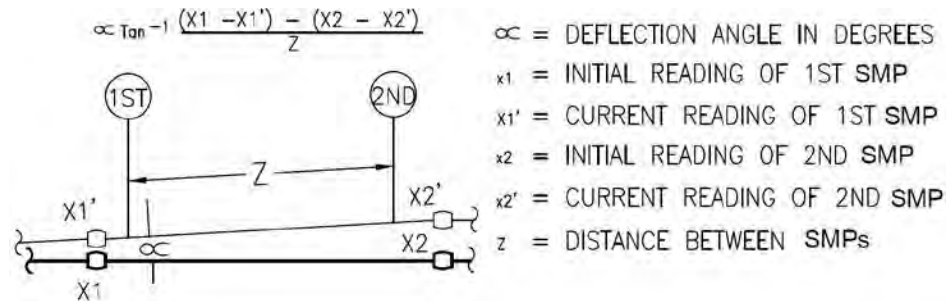 ∝ Tan -1 (X1 -X1') - (X2 - X2')
Z
1ST
2ND
Z
X1'
X2'
∝
X2
X1
∝ = DEFLECTION ANGLE IN DEGREES
x1 = INITIAL READING OF 1ST SMP
X1' = CURRENT READING OF 1ST SMP
x2 = INITIAL READING OF 2ND SMP
x2' = CURRENT READING OF 2ND SMP
Z = DISTANCE BETWEEN SMPs